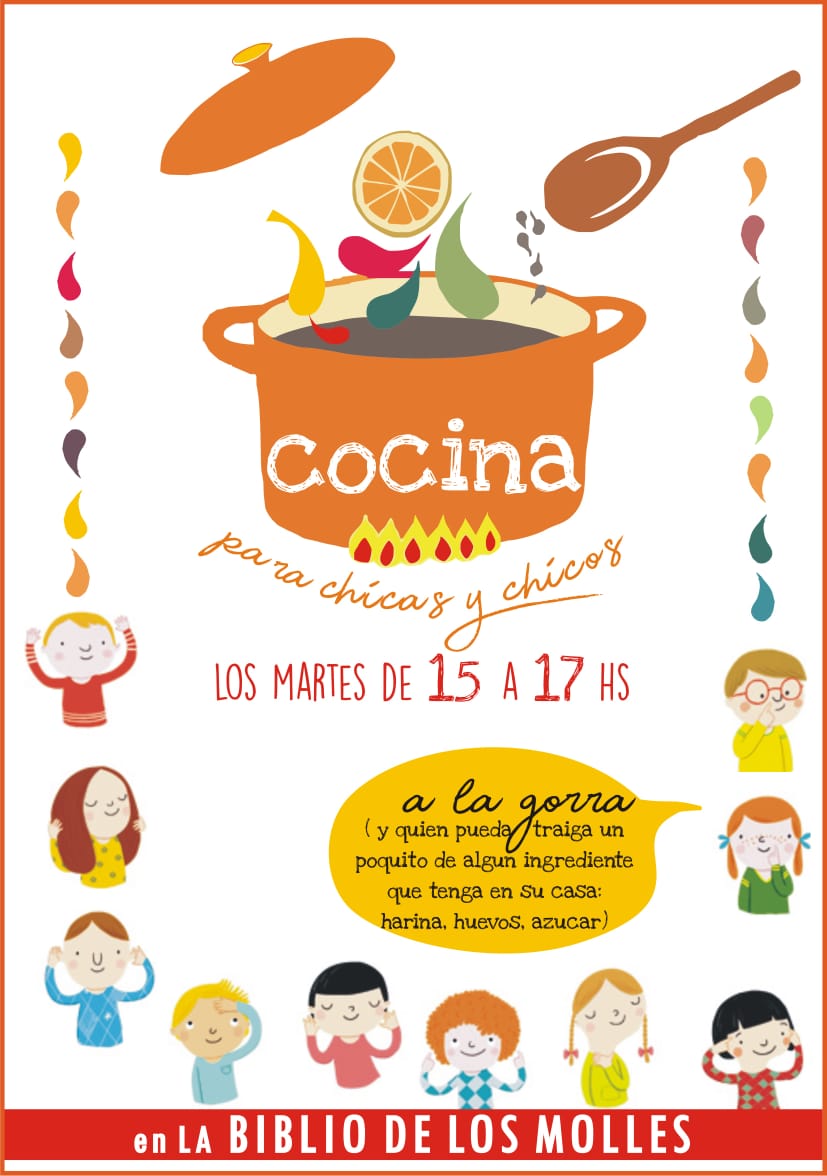 cocina
para chicas y chicos
LOS MARTES DE 15 A 17 HS
a la gorra
( y quien pueda traiga un
poquito de algun ingrediente
que tenga en su casa:
harina, huevos, azucar)
en LA BIBLIO DE LOS MOLLES